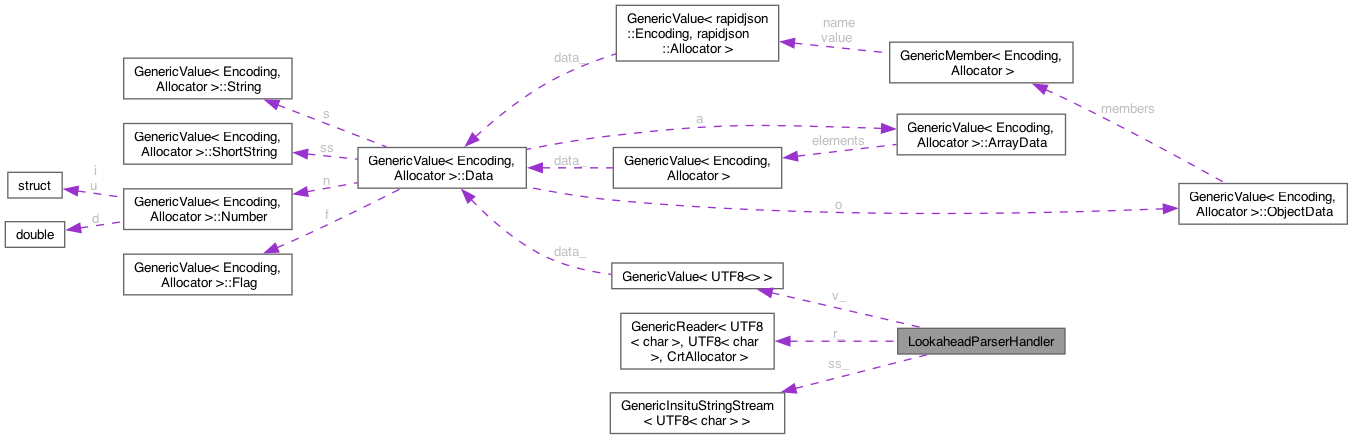 GenericValue< rapidjson
::Encoding, rapidjson
::Allocator >
name
value
GenericMember< Encoding,
Allocator >
data_
GenericValue< Encoding,
Allocator >::String
members
s
a
GenericValue< Encoding,
Allocator >::ArrayData
GenericValue< Encoding,
Allocator >::ShortString
ss
elements
GenericValue< Encoding,
Allocator >::Data
data_
GenericValue< Encoding,
Allocator >
i
u
struct
n
GenericValue< Encoding,
Allocator >::Number
GenericValue< Encoding,
Allocator >::ObjectData
d
f
o
double
GenericValue< Encoding,
Allocator >::Flag
data_
GenericValue< UTF8<> >
v_
GenericReader< UTF8
< char >, UTF8< char
>, CrtAllocator >
r_
LookaheadParserHandler
ss_
GenericInsituStringStream
< UTF8< char > >